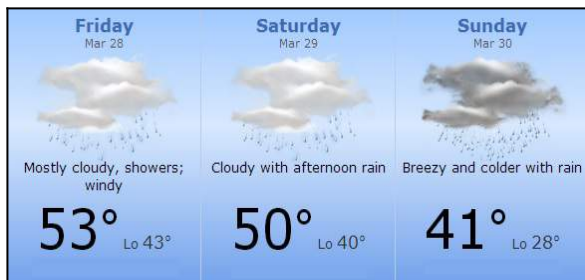 Friday
Mar 28
Mostly cloudy, showers;
windy
53° Lo 43°
Saturday
Mar 29
Cloudy with afternoon rain
50° Lo 40°
Sunday
Mar 30
Breezy and colder with rain
41° Lo 28°